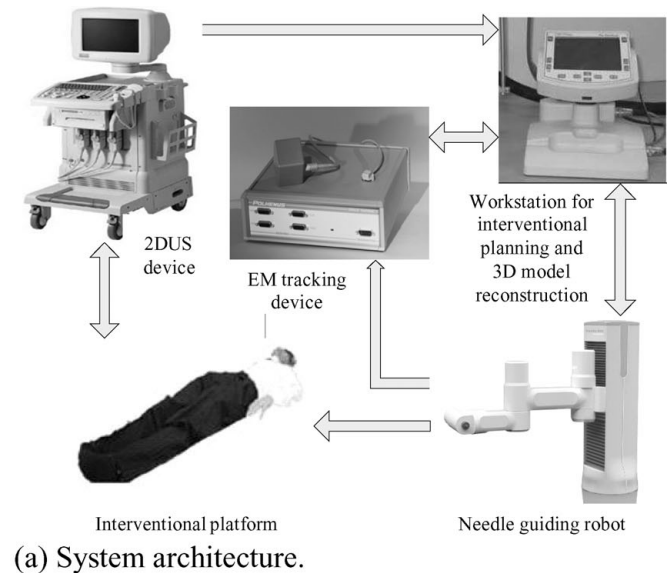 2DUS
device
EM tracking
device
POLHEMUS
Workstation for
interventional
planning and
3D model
reconstruction
Interventional platform
Needle guiding robot
(a) System architecture.